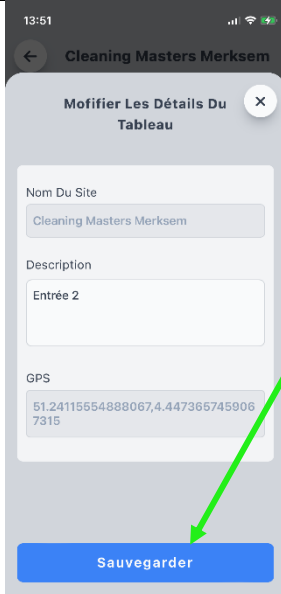 13:51
Cleaning Masters Merksem
Mofifier Les Détails Du
Tableau
Nom Du Site
Cleaning Masters Merksem
Description
Entrée 2
GPS
51.24115554888067,4.447365745906
7315
Sauvegarder